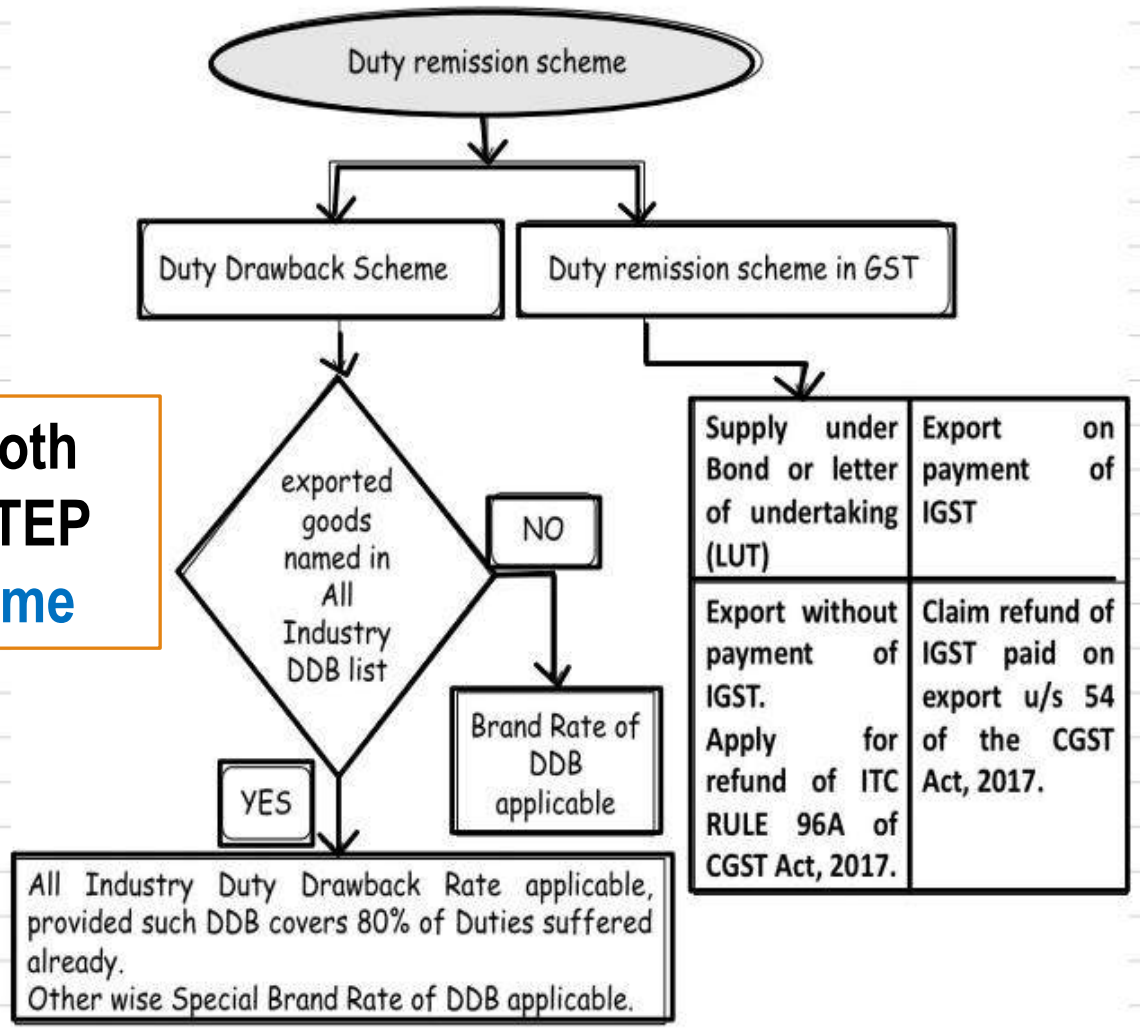 Duty remission scheme
Duty Drawback Scheme
Duty remission scheme in GST
oth
TEP
me
exported
goods
named in
All
Industry
DDB list
NO
YES
Brand Rate of
DDB
applicable
Supply under
Bond or letter
of undertaking
(LUT)
Export on
payment of
IGST
Export without
payment of
IGST.
Apply for
refund of ITC
RULE 96A of
CGST Act, 2017.
Claim refund of
IGST paid on
export u/s 54
of the CGST
Act, 2017.
All Industry Duty Drawback Rate applicable,
provided such DDB covers 80% of Duties suffered
already.
Other wise Special Brand Rate of DDB applicable.